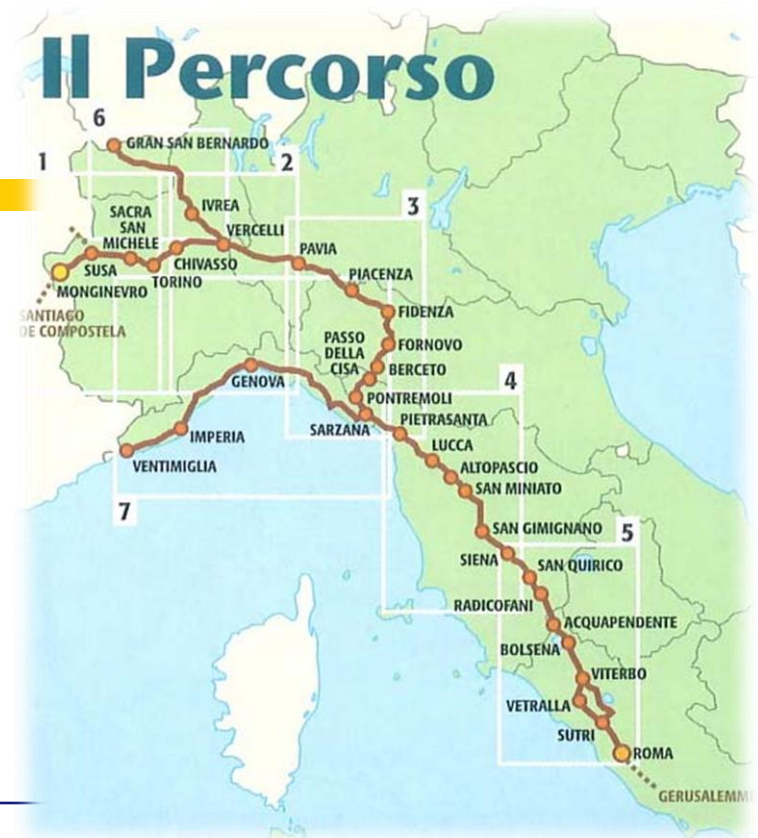 Il Percorso
6
GRAN SAN BERNARDO
1
2
3
IVREA
SACRA
SAN
MICHELE
VERCELLI
PAVIA
SUSA
CHIVASSO
TORINO
MONGINEVRO
PIACENZA
SANTIAGO
DE COMPOSTELA
FIDENZA
PASSO
DELLA
CISA
FORNOVO
BERCETO
GENOVA
4
PONTREMOLI
PIETRASANTA
SARZANA
IMPERIA
LUCCA
VENTIMIGLIA
ALTOPASCIO
SAN MINIATO
7
SAN GIMIGNANO
5
SIENA
SAN QUIRICO
RADICOFANI
ACQUAPENDENTE
BOLSENA
VITERBO
VETRALLA
SUTRI
ROMA
GERUSALEMME